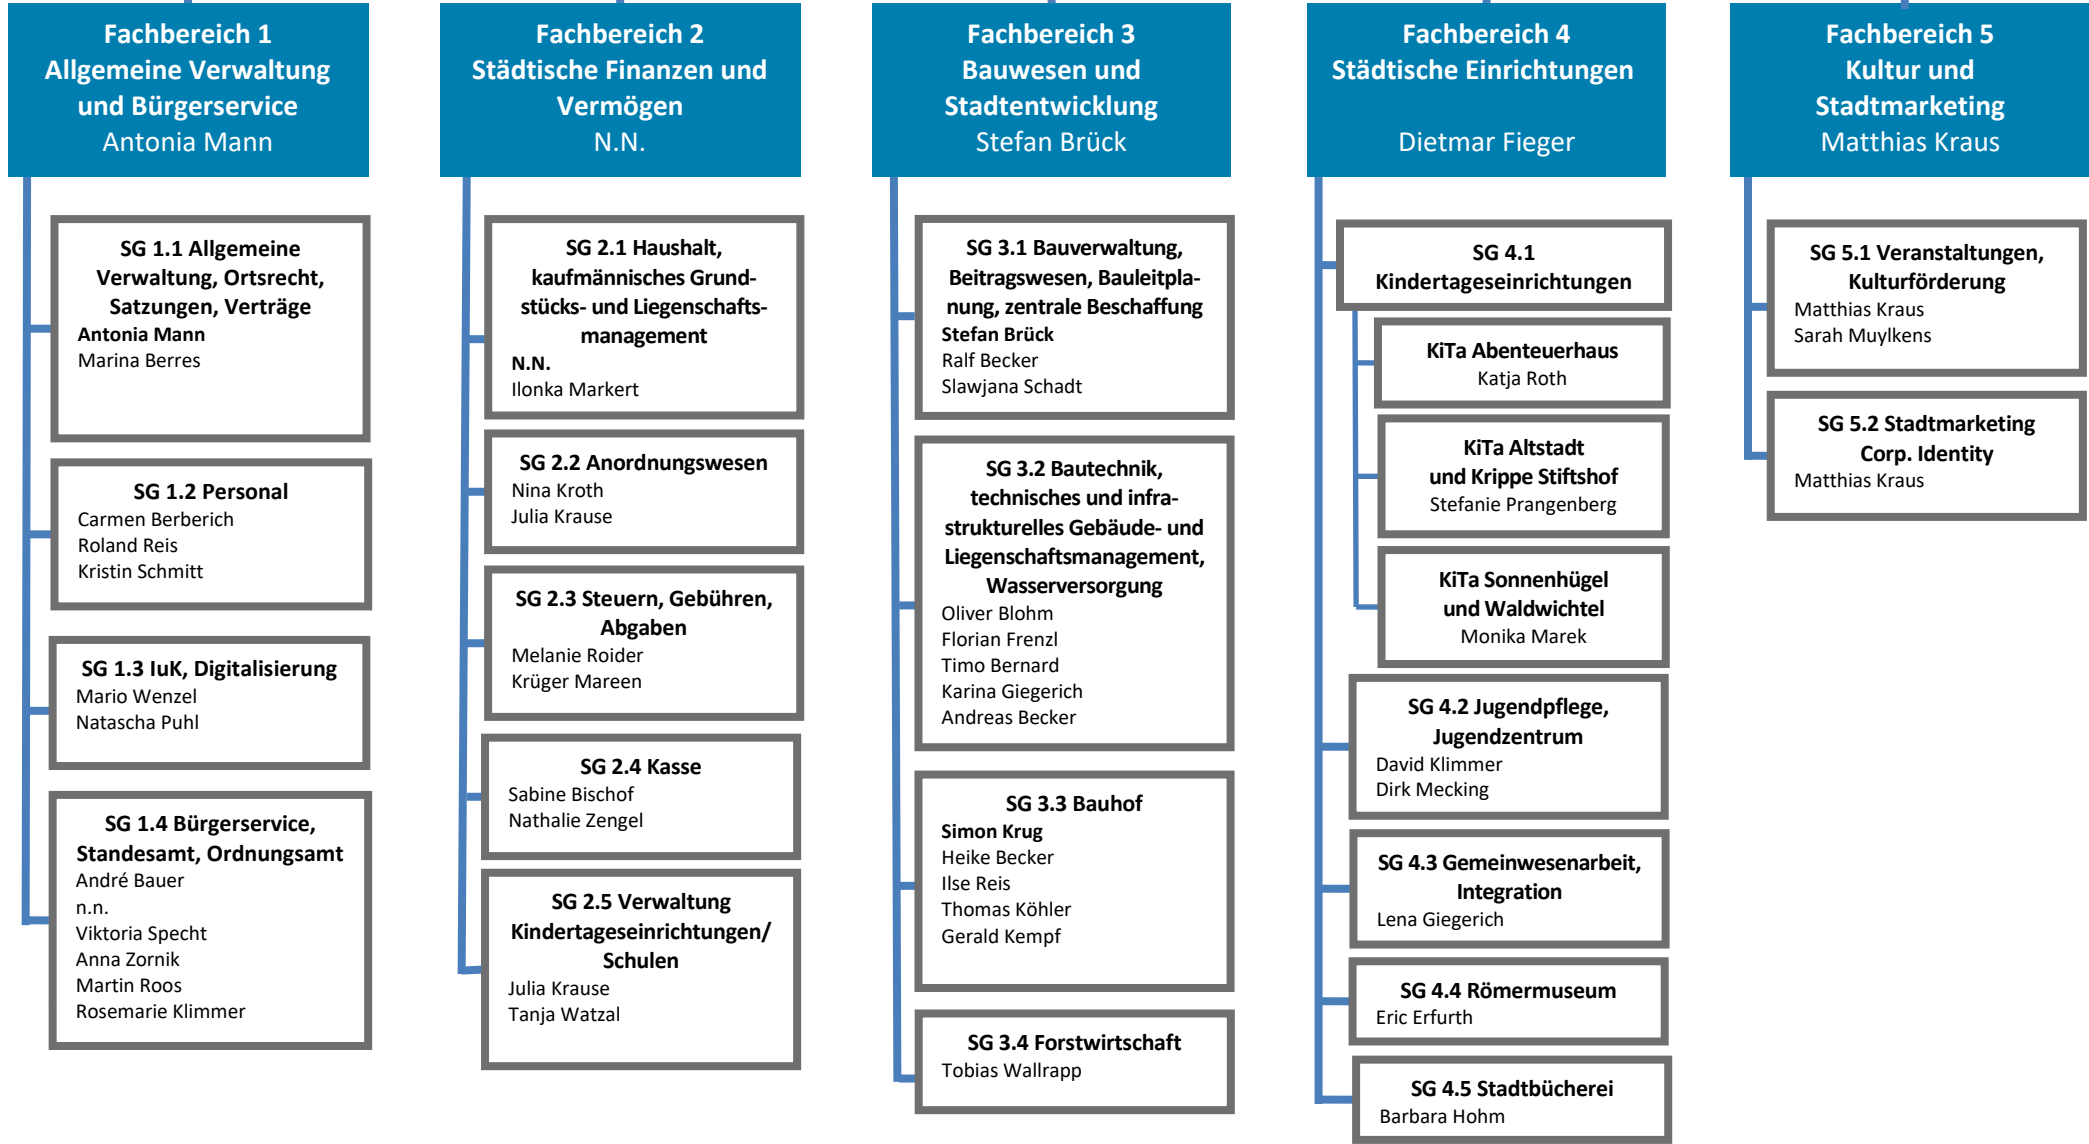 Fachbereich 1
Allgemeine Verwaltung
und Bürgerservice
Antonia Mann
SG 1.1 Allgemeine
Verwaltung, Ortsrecht,
Satzungen, Verträge
Antonia Mann
Marina Berres
SG 1.2 Personal
Carmen Berberich
Roland Reis
Kristin Schmitt
SG 1.3 IuK, Digitalisierung
Mario Wenzel
Natascha Puhl
SG 1.4 Bürgerservice,
Standesamt, Ordnungsamt
André Bauer
n.n.
Viktoria Specht
Anna Zornik
Martin Roos
Rosemarie Klimmer
Fachbereich 2
Städtische Finanzen und
Vermögen
N.N.
SG 2.1 Haushalt,
kaufmännisches Grund-
stücks- und Liegenschafts-
management
N.N.
Ilonka Markert
SG 2.2 Anordnungswesen
Nina Kroth
Julia Krause
SG 2.3 Steuern, Gebühren,
Abgaben
Melanie Roider
Krüger Mareen
SG 2.4 Kasse
Sabine Bischof
Nathalie Zengel
SG 2.5 Verwaltung
Kindertageseinrichtungen/
Schulen
Julia Krause
Tanja Watzal
Fachbereich 3
Bauwesen und
Stadtentwicklung
Stefan Brück
SG 3.1 Bauverwaltung,
Beitragswesen, Bauleitpla-
nung, zentrale Beschaffung
Stefan Brück
Ralf Becker
Slawjana Schadt
SG 3.2 Bautechnik,
technisches und infra-
strukturelles Gebäude- und
Liegenschaftsmanagement,
Wasserversorgung
Oliver Blohm
Florian Frenzl
Timo Bernard
Karina Giegerich
Andreas Becker
SG 3.3 Bauhof
Simon Krug
Heike Becker
Ilse Reis
Thomas Köhler
Gerald Kempf
SG 3.4 Forstwirtschaft
Tobias Wallrapp
Fachbereich 4
Städtische Einrichtungen
Dietmar Fieger
SG 4.1
Kindertageseinrichtungen
KiTa Abenteuerhaus
Katja Roth
KiTa Altstadt
und Krippe Stiftshof
Stefanie Prangenberg
KiTa Sonnenhügel
und Waldwichtel
Monika Marek
SG 4.2 Jugendpflege,
Jugendzentrum
David Klimmer
Dirk Mecking
SG 4.3 Gemeinwesenarbeit,
Integration
Lena Giegerich
SG 4.4 Römermuseum
Eric Erfurth
SG 4.5 Stadtbücherei
Barbara Hohm
Fachbereich 5
Kultur und
Stadtmarketing
Matthias Kraus
SG 5.1 Veranstaltungen,
Kulturförderung
Matthias Kraus
Sarah Muylkens
SG 5.2 Stadtmarketing
Corp. Identity
Matthias Kraus